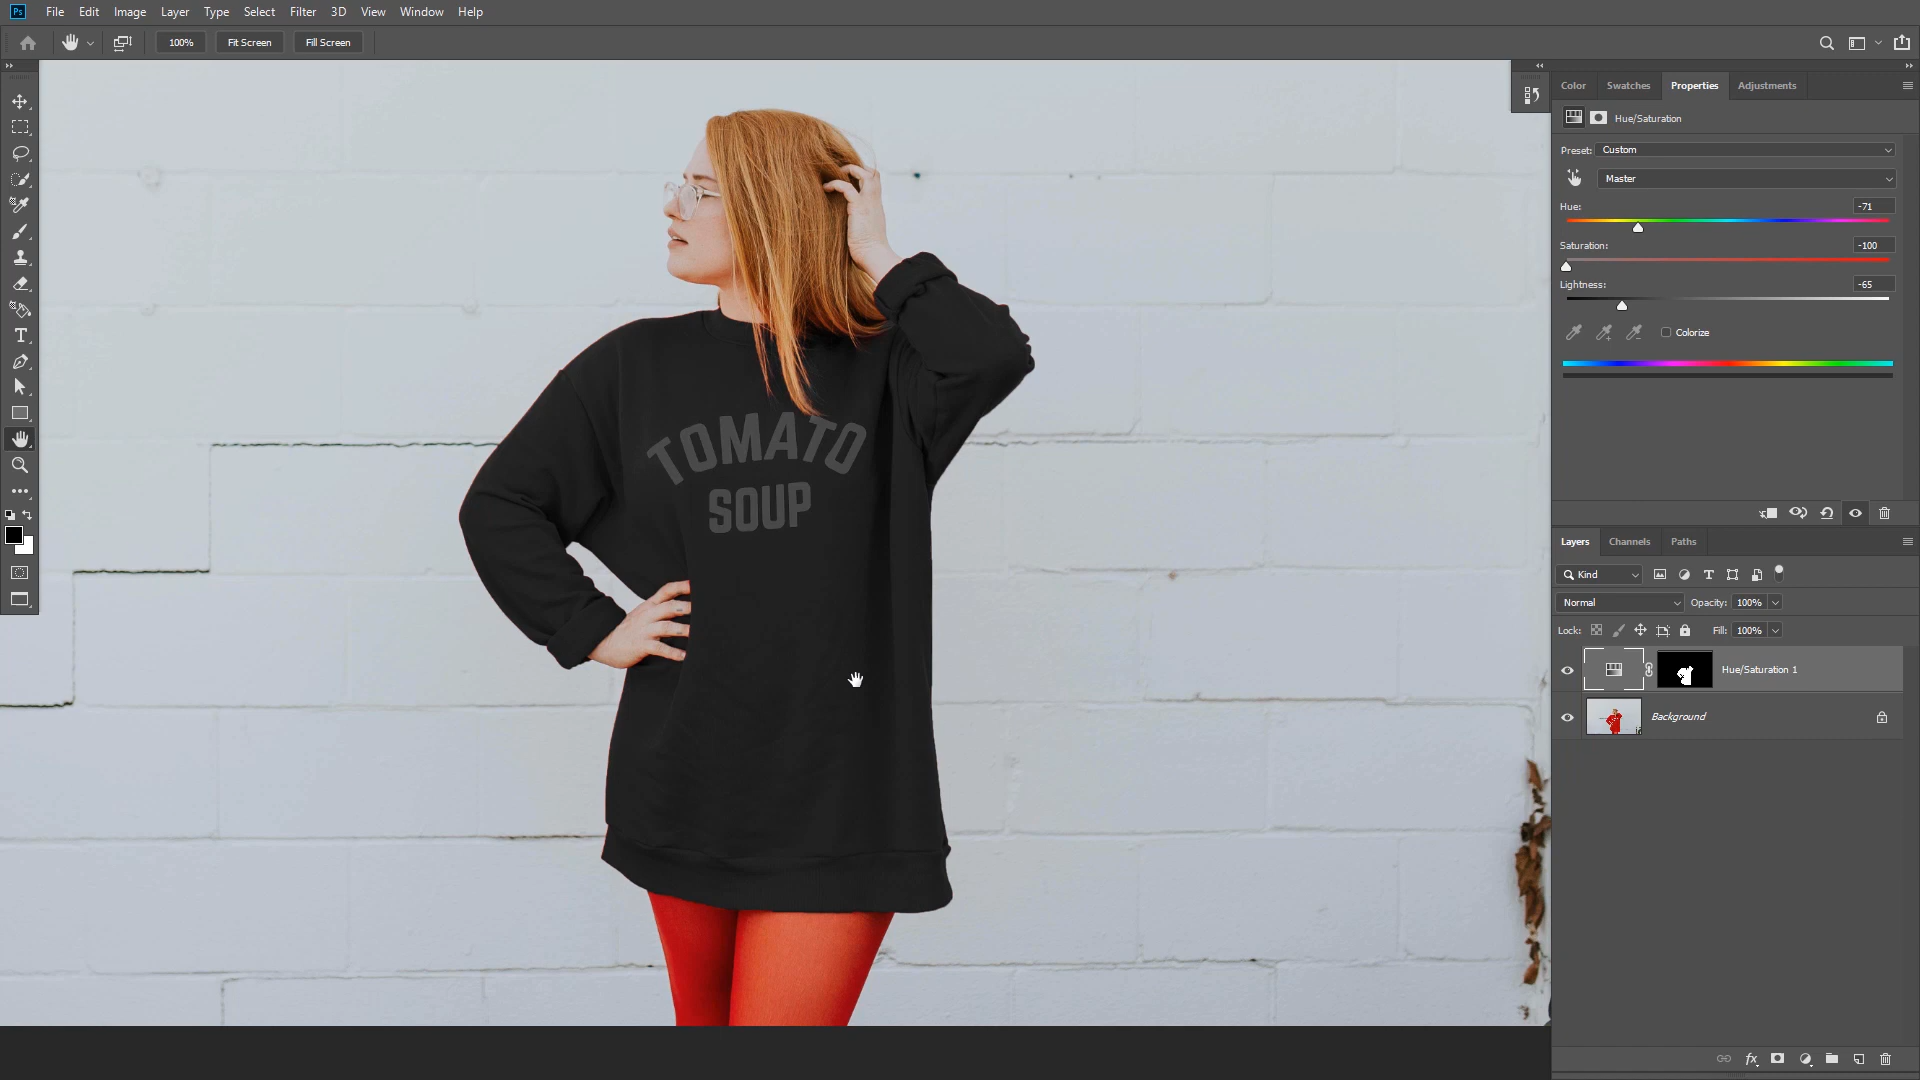 Ps File Edit Image Layer Type Select Filter 3D View Window Help
100% Fit Screen Fill Screen
Color Swatches Properties Adjustments
Hue/Saturation
Preset: Custom
Master
Hue: -71
Saturation: -100
Lightness: -65
Colorize
TOMATO
SOUP
Layers Channels Paths
Kind
Normal Opacity: 100%
Lock: Fill: 100%
Hue/Saturation 1
Background
fx